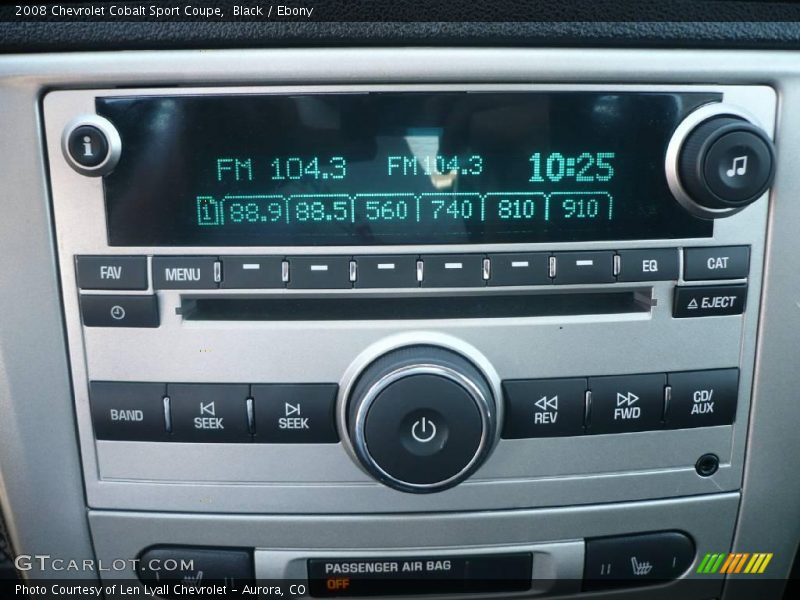 2008 Chevrolet Cobalt Sport Coupe, Black / Ebony
i
FM 104.3 FM 104.3 10:25
1 88.9 88.5 560 740 810 910
FAV MENU EQ CAT
EJECT
BAND SEEK SEEK REV FWD CD/AUX
PASSENGER AIR BAG
OFF
GTCARLOT.COM
Photo Courtesy of Len Lyall Chevrolet - Aurora, CO